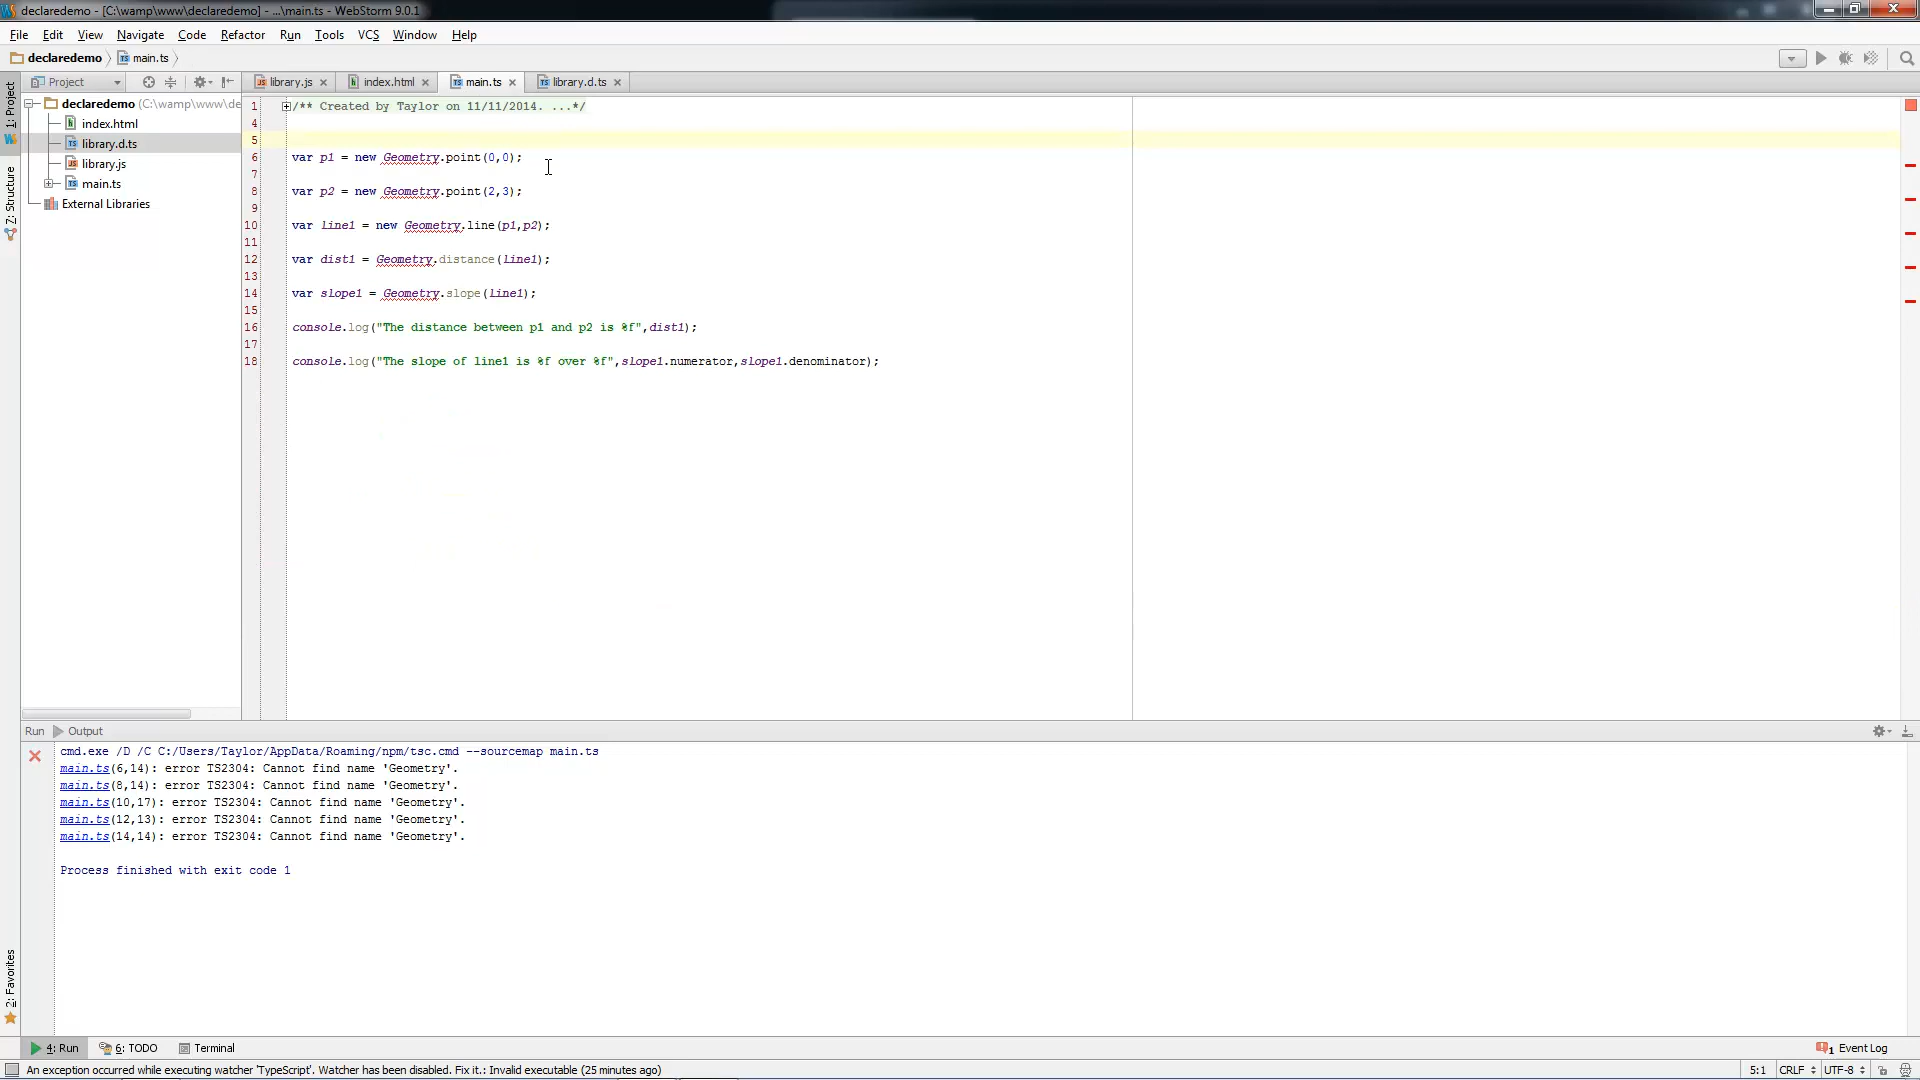 declaredemo - [C:\wamp\www\declaredemo] - ...\main.ts - WebStorm 9.0.1
File Edit View Navigate Code Refactor Run Tools VCS Window Help
declaredemo main.ts
Project library.js index.html main.ts library.d.ts
1: Project
Z: Structure
2: Favorites
declaredemo (C:\wamp\www\de
index.html
library.d.ts
library.js
main.ts
External Libraries
1 /** Created by Taylor on 11/11/2014. ...*/
4
5
6 var p1 = new Geometry.point(0,0);
7
8 var p2 = new Geometry.point(2,3);
9
10 var line1 = new Geometry.line(p1,p2);
11
12 var dist1 = Geometry.distance(line1);
13
14 var slope1 = Geometry.slope(line1);
15
16 console.log("The distance between p1 and p2 is %f",dist1);
17
18 console.log("The slope of line1 is %f over %f",slope1.numerator,slope1.denominator);
Run Output
cmd.exe /D /C C:/Users/Taylor/AppData/Roaming/npm/tsc.cmd --sourcemap main.ts
main.ts(6,14): error TS2304: Cannot find name 'Geometry'.
main.ts(8,14): error TS2304: Cannot find name 'Geometry'.
main.ts(10,17): error TS2304: Cannot find name 'Geometry'.
main.ts(12,13): error TS2304: Cannot find name 'Geometry'.
main.ts(14,14): error TS2304: Cannot find name 'Geometry'.
Process finished with exit code 1
4: Run 6: TODO Terminal 1 Event Log
An exception occurred while executing watcher 'TypeScript'. Watcher has been disabled. Fix it.: Invalid executable (25 minutes ago) 5:1 CRLF UTF-8